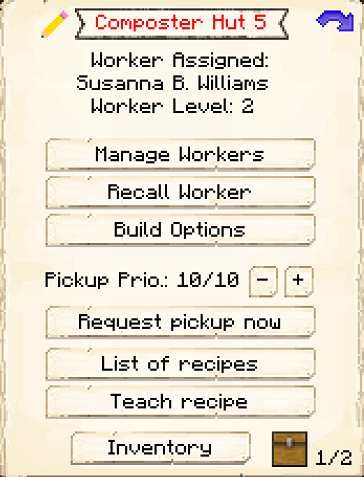 Composter Hut 5
Worker Assigned:
Susanna B. Williams
Worker Level: 2
Manage Workers
Recall Worker
Build Options
Pickup Prio.: 10/10 - +
Request pickup now
List of recipes
Teach recipe
Inventory
1/2